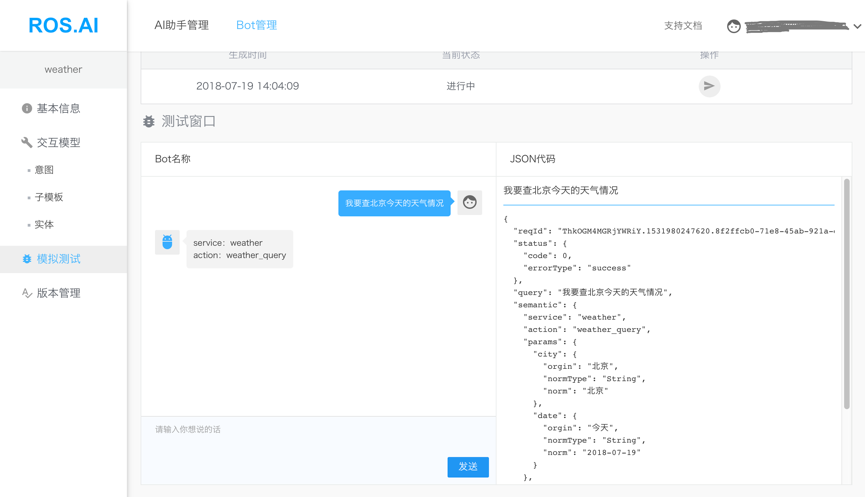 ROS.AI
AI助手管理
Bot管理
支持文档
weather
基本信息
交互模型
意图
子模板
实体
模拟测试
版本管理
生成时间
当前状态
操作
2018-07-19 14:04:09
进行中
测试窗口
Bot名称
我要查北京今天的天气情况
service: weather
action: weather_query
请输入你想说的话
发送
JSON代码
我要查北京今天的天气情况
{
"reqId": "ThkOGM4MGRjYWRiY.1531980247620.8f2ffcb0-71e8-45ab-921a-
"status": {
"code": 0,
"errorType": "success"
},
"query": "我要查北京今天的天气情况",
"semantic": {
"service": "weather",
"action": "weather_query",
"params": {
"city": {
"orgin": "北京",
"normType": "String",
"norm": "北京"
},
"date": {
"orgin": "今天",
"normType": "String",
"norm": "2018-07-19"
}
},